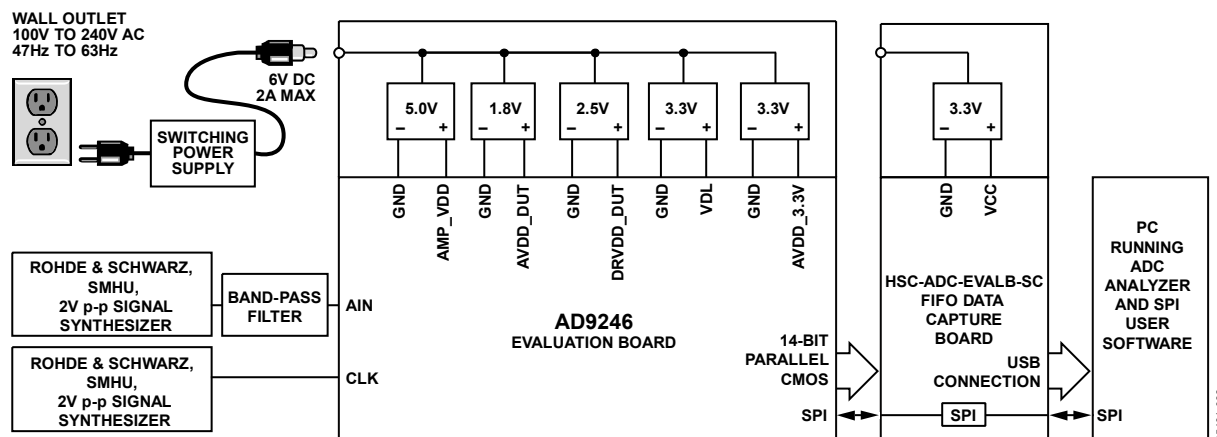 WALL OUTLET
100V TO 240V AC
47Hz TO 63Hz
6V DC
2A MAX
SWITCHING
POWER
SUPPLY
5.0V
– +
1.8V
– +
2.5V
– +
3.3V
– +
3.3V
– +
3.3V
– +
GND
AMP_VDD
GND
AVDD_DUT
GND
DRVDD_DUT
GND
VDL
GND
AVDD_3.3V
GND
VCC
ROHDE & SCHWARZ,
SMHU,
2V p-p SIGNAL
SYNTHESIZER
BAND-PASS
FILTER
AIN
ROHDE & SCHWARZ,
SMHU,
2V p-p SIGNAL
SYNTHESIZER
CLK
AD9246
EVALUATION BOARD
14-BIT
PARALLEL
CMOS
SPI
HSC-ADC-EVALB-SC
FIFO DATA
CAPTURE
BOARD
USB
CONNECTION
SPI
PC
RUNNING
ADC
ANALYZER
AND SPI
USER
SOFTWARE
SPI